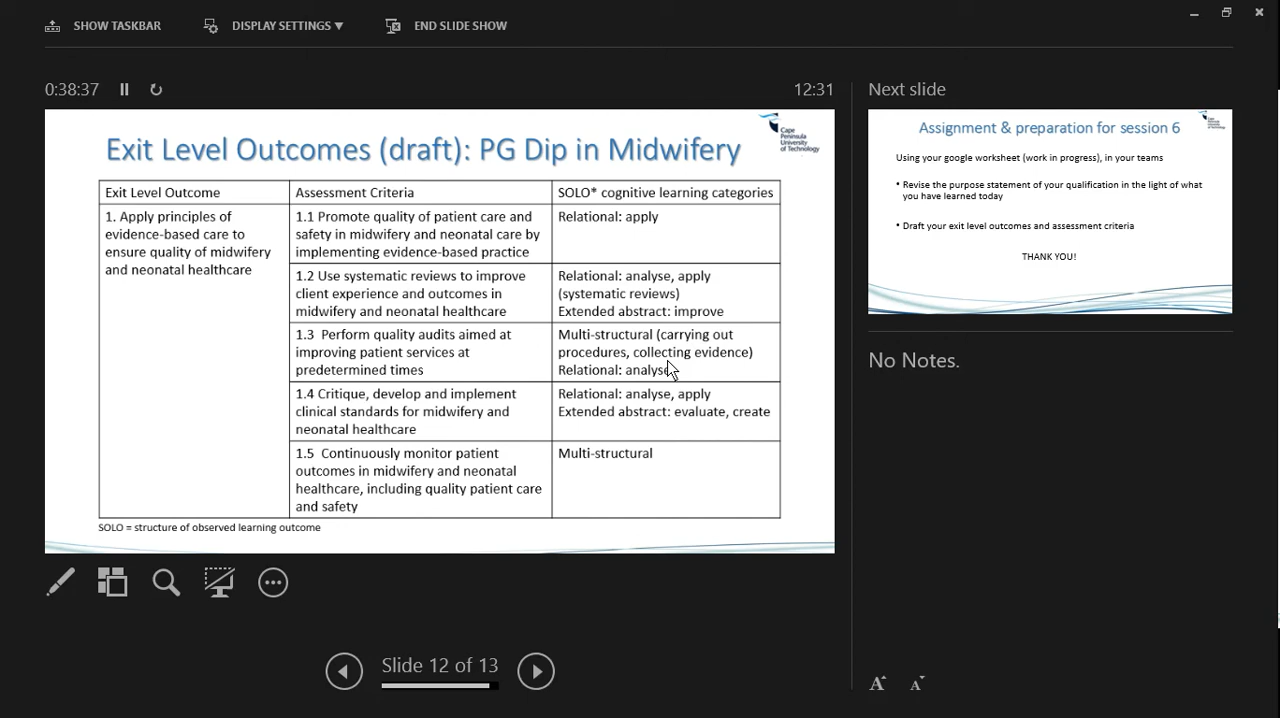 SHOW TASKBAR
DISPLAY SETTINGS ▼
END SLIDE SHOW
0:38:37
12:31
Exit Level Outcomes (draft): PG Dip in Midwifery
Cape
Peninsula
University
of Technology
Exit Level Outcome
Assessment Criteria
SOLO* cognitive learning categories
1. Apply principles of
evidence-based care to
ensure quality of midwifery
and neonatal healthcare
1.1 Promote quality of patient care and
safety in midwifery and neonatal care by
implementing evidence-based practice
Relational: apply
1.2 Use systematic reviews to improve
client experience and outcomes in
midwifery and neonatal healthcare
Relational: analyse, apply
(systematic reviews)
Extended abstract: improve
1.3 Perform quality audits aimed at
improving patient services at
predetermined times
Multi-structural (carrying out
procedures, collecting evidence)
Relational: analyse
1.4 Critique, develop and implement
clinical standards for midwifery and
neonatal healthcare
Relational: analyse, apply
Extended abstract: evaluate, create
1.5 Continuously monitor patient
outcomes in midwifery and neonatal
healthcare, including quality patient care
and safety
Multi-structural
SOLO = structure of observed learning outcome
Slide 12 of 13
Next slide
Assignment & preparation for session 6
Using your google worksheet (work in progress), in your teams
• Revise the purpose statement of your qualification in the light of what
you have learned today
• Draft your exit level outcomes and assessment criteria
THANK YOU!
No Notes.
A
A